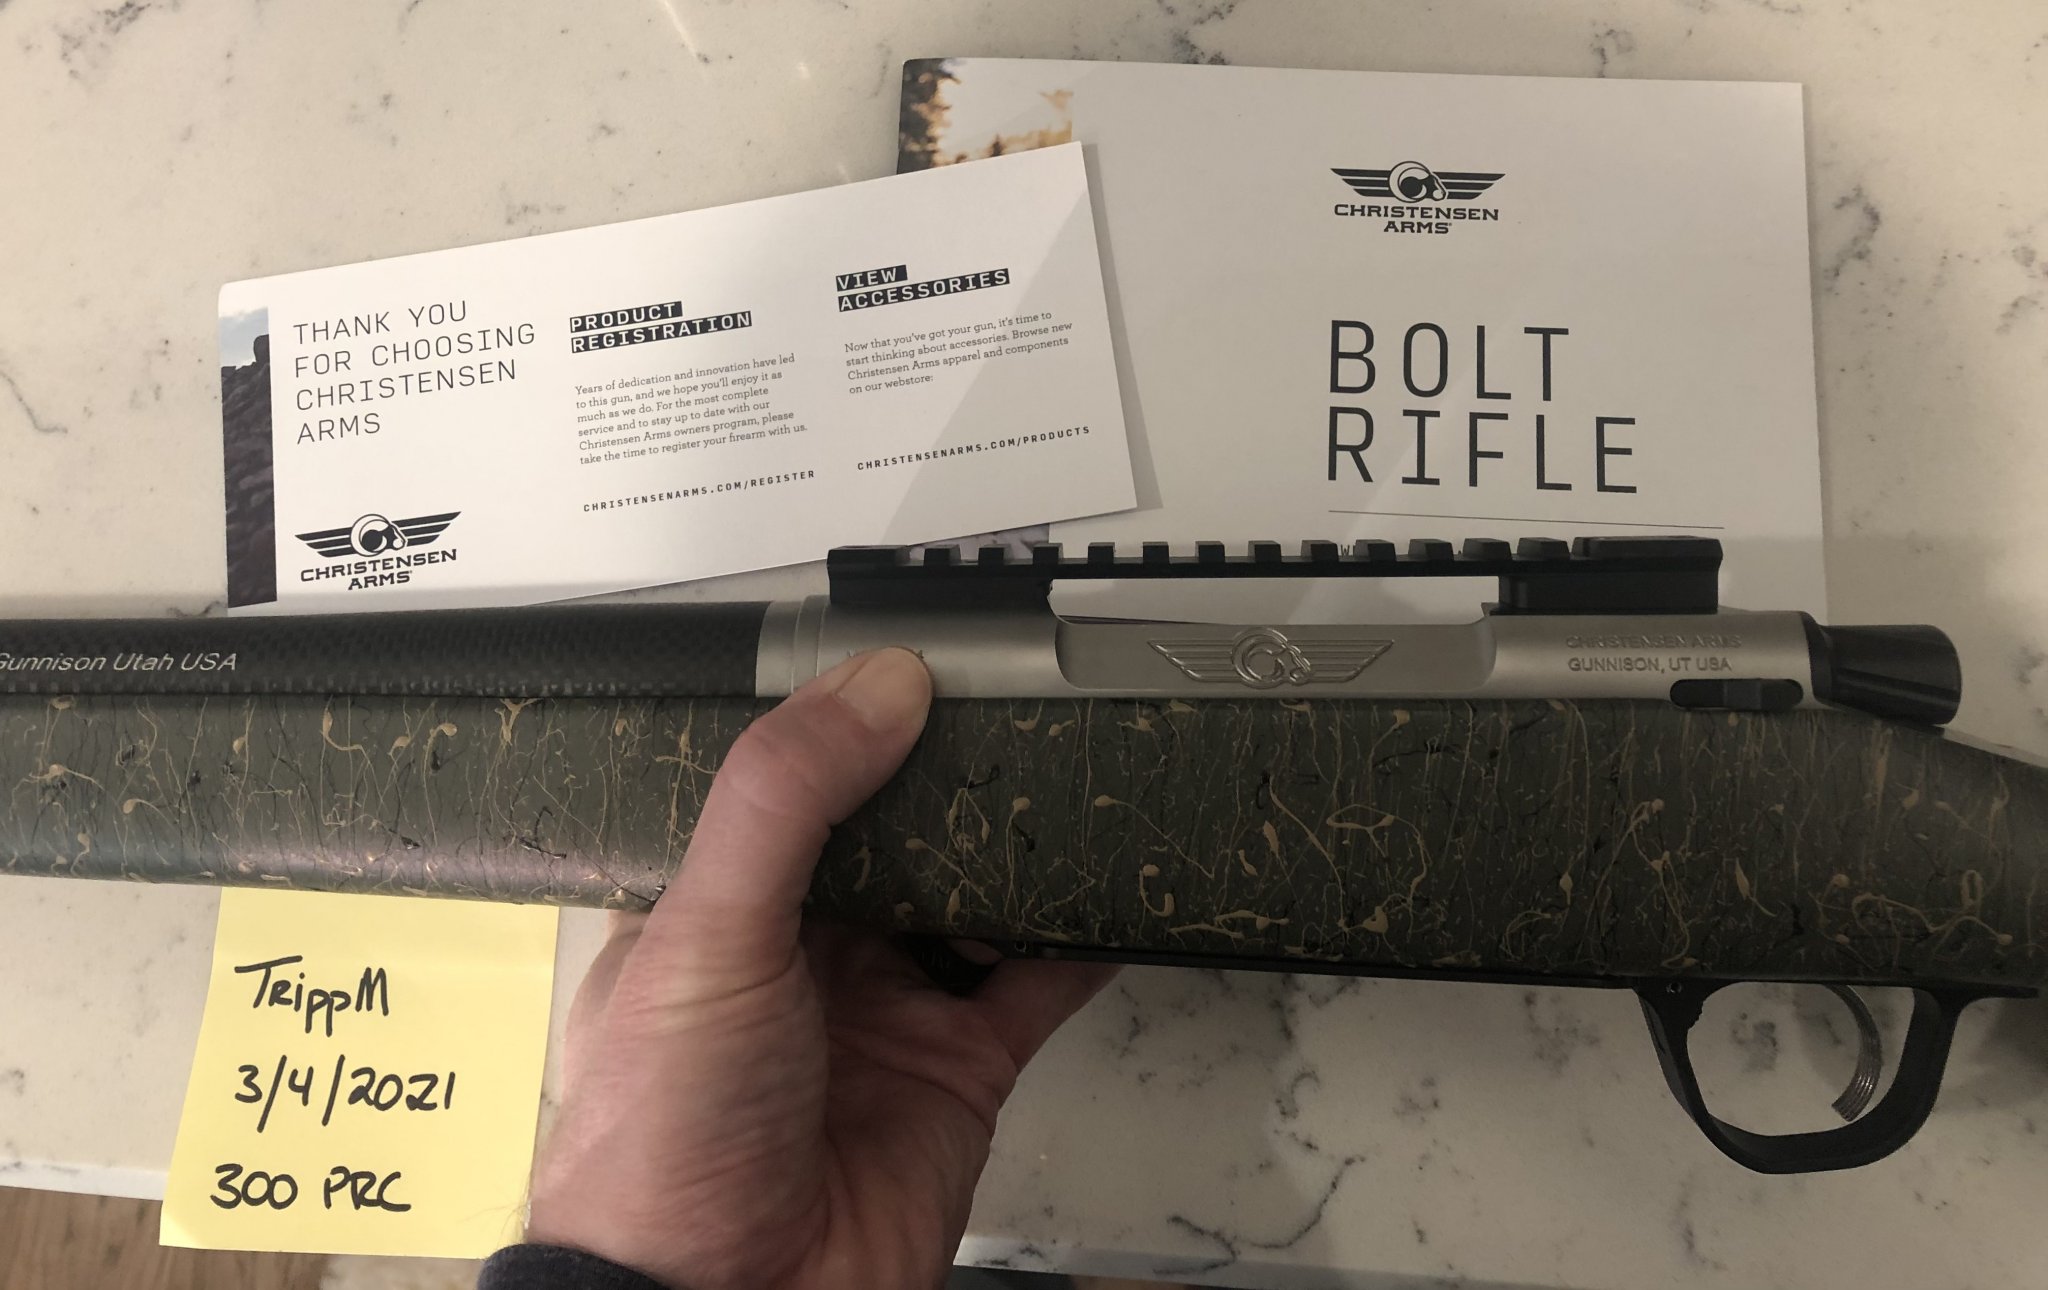 THANK YOU
FOR CHOOSING
CHRISTENSEN
ARMS
CHRISTENSEN
ARMS
PRODUCT
REGISTRATION
Years of dedication and innovation have led
to this gun, and we hope you'll enjoy it as
much as we do. For the most complete
service and to stay up to date with our
Christensen Arms owners program, please
take the time to register your firearm with us.
CHRISTENSENARMS.COM/REGISTER
VIEW
ACCESSORIES
Now that you've got your gun, it's time to
start thinking about accessories. Browse new
Christensen Arms apparel and components
on our webstore:
CHRISTENSENARMS.COM/PRODUCTS
CHRISTENSEN
ARMS
BOLT
RIFLE
Gunnison Utah USA
CHRISTENSEN ARMS
GUNNISON, UT USA
TRippM
3/4/2021
300 PRC